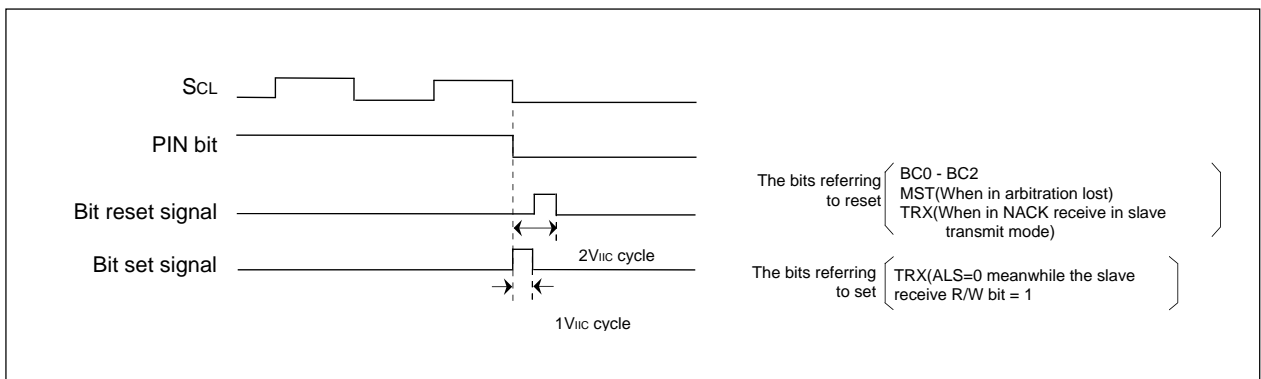 SCL
PIN bit
Bit reset signal
Bit set signal
2VIIC cycle
1VIIC cycle
The bits referring
to reset
BC0 - BC2
MST(When in arbitration lost)
TRX(When in NACK receive in slave
transmit mode)
The bits referring
to set
TRX(ALS=0 meanwhile the slave
receive R/W bit = 1